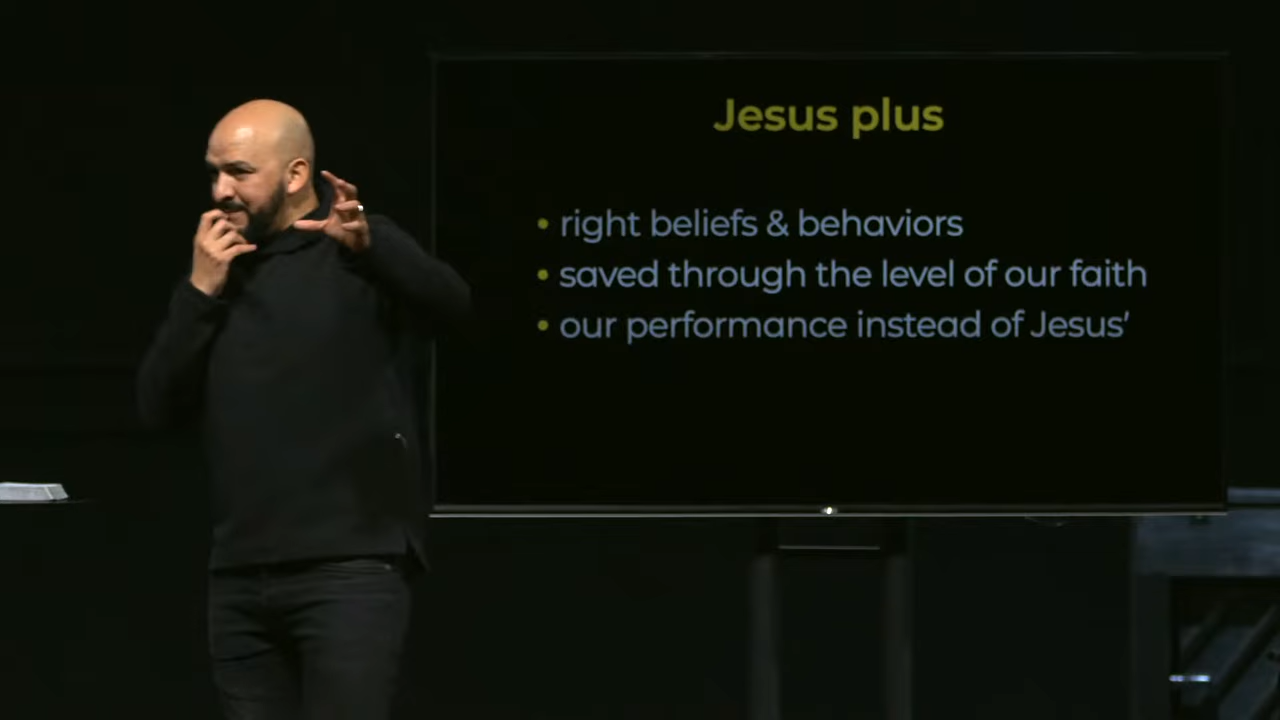 Jesus plus
• right beliefs & behaviors
• saved through the level of our faith
• our performance instead of Jesus'